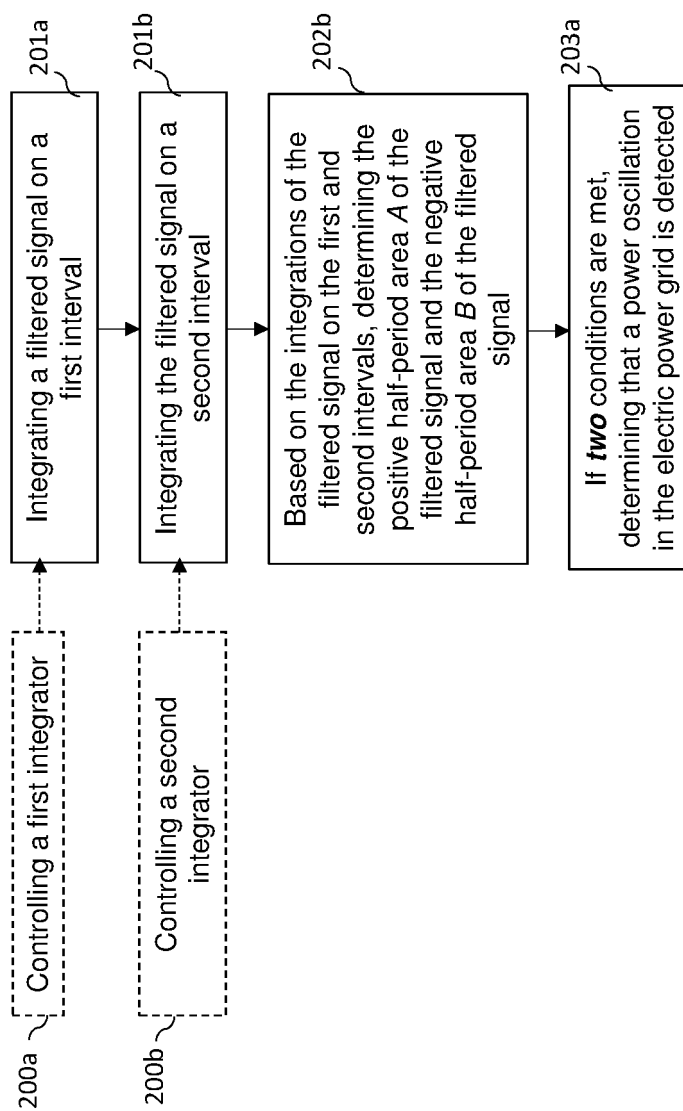 200a
Controlling a first integrator
201a
Integrating a filtered signal on a
first interval
200b
Controlling a second
integrator
201b
Integrating the filtered signal on a
second interval
202b
Based on the integrations of the
filtered signal on the first and
second intervals, determining the
positive half-period area A of the
filtered signal and the negative
half-period area B of the filtered
signal
203a
If two conditions are met,
determining that a power oscillation
in the electric power grid is detected